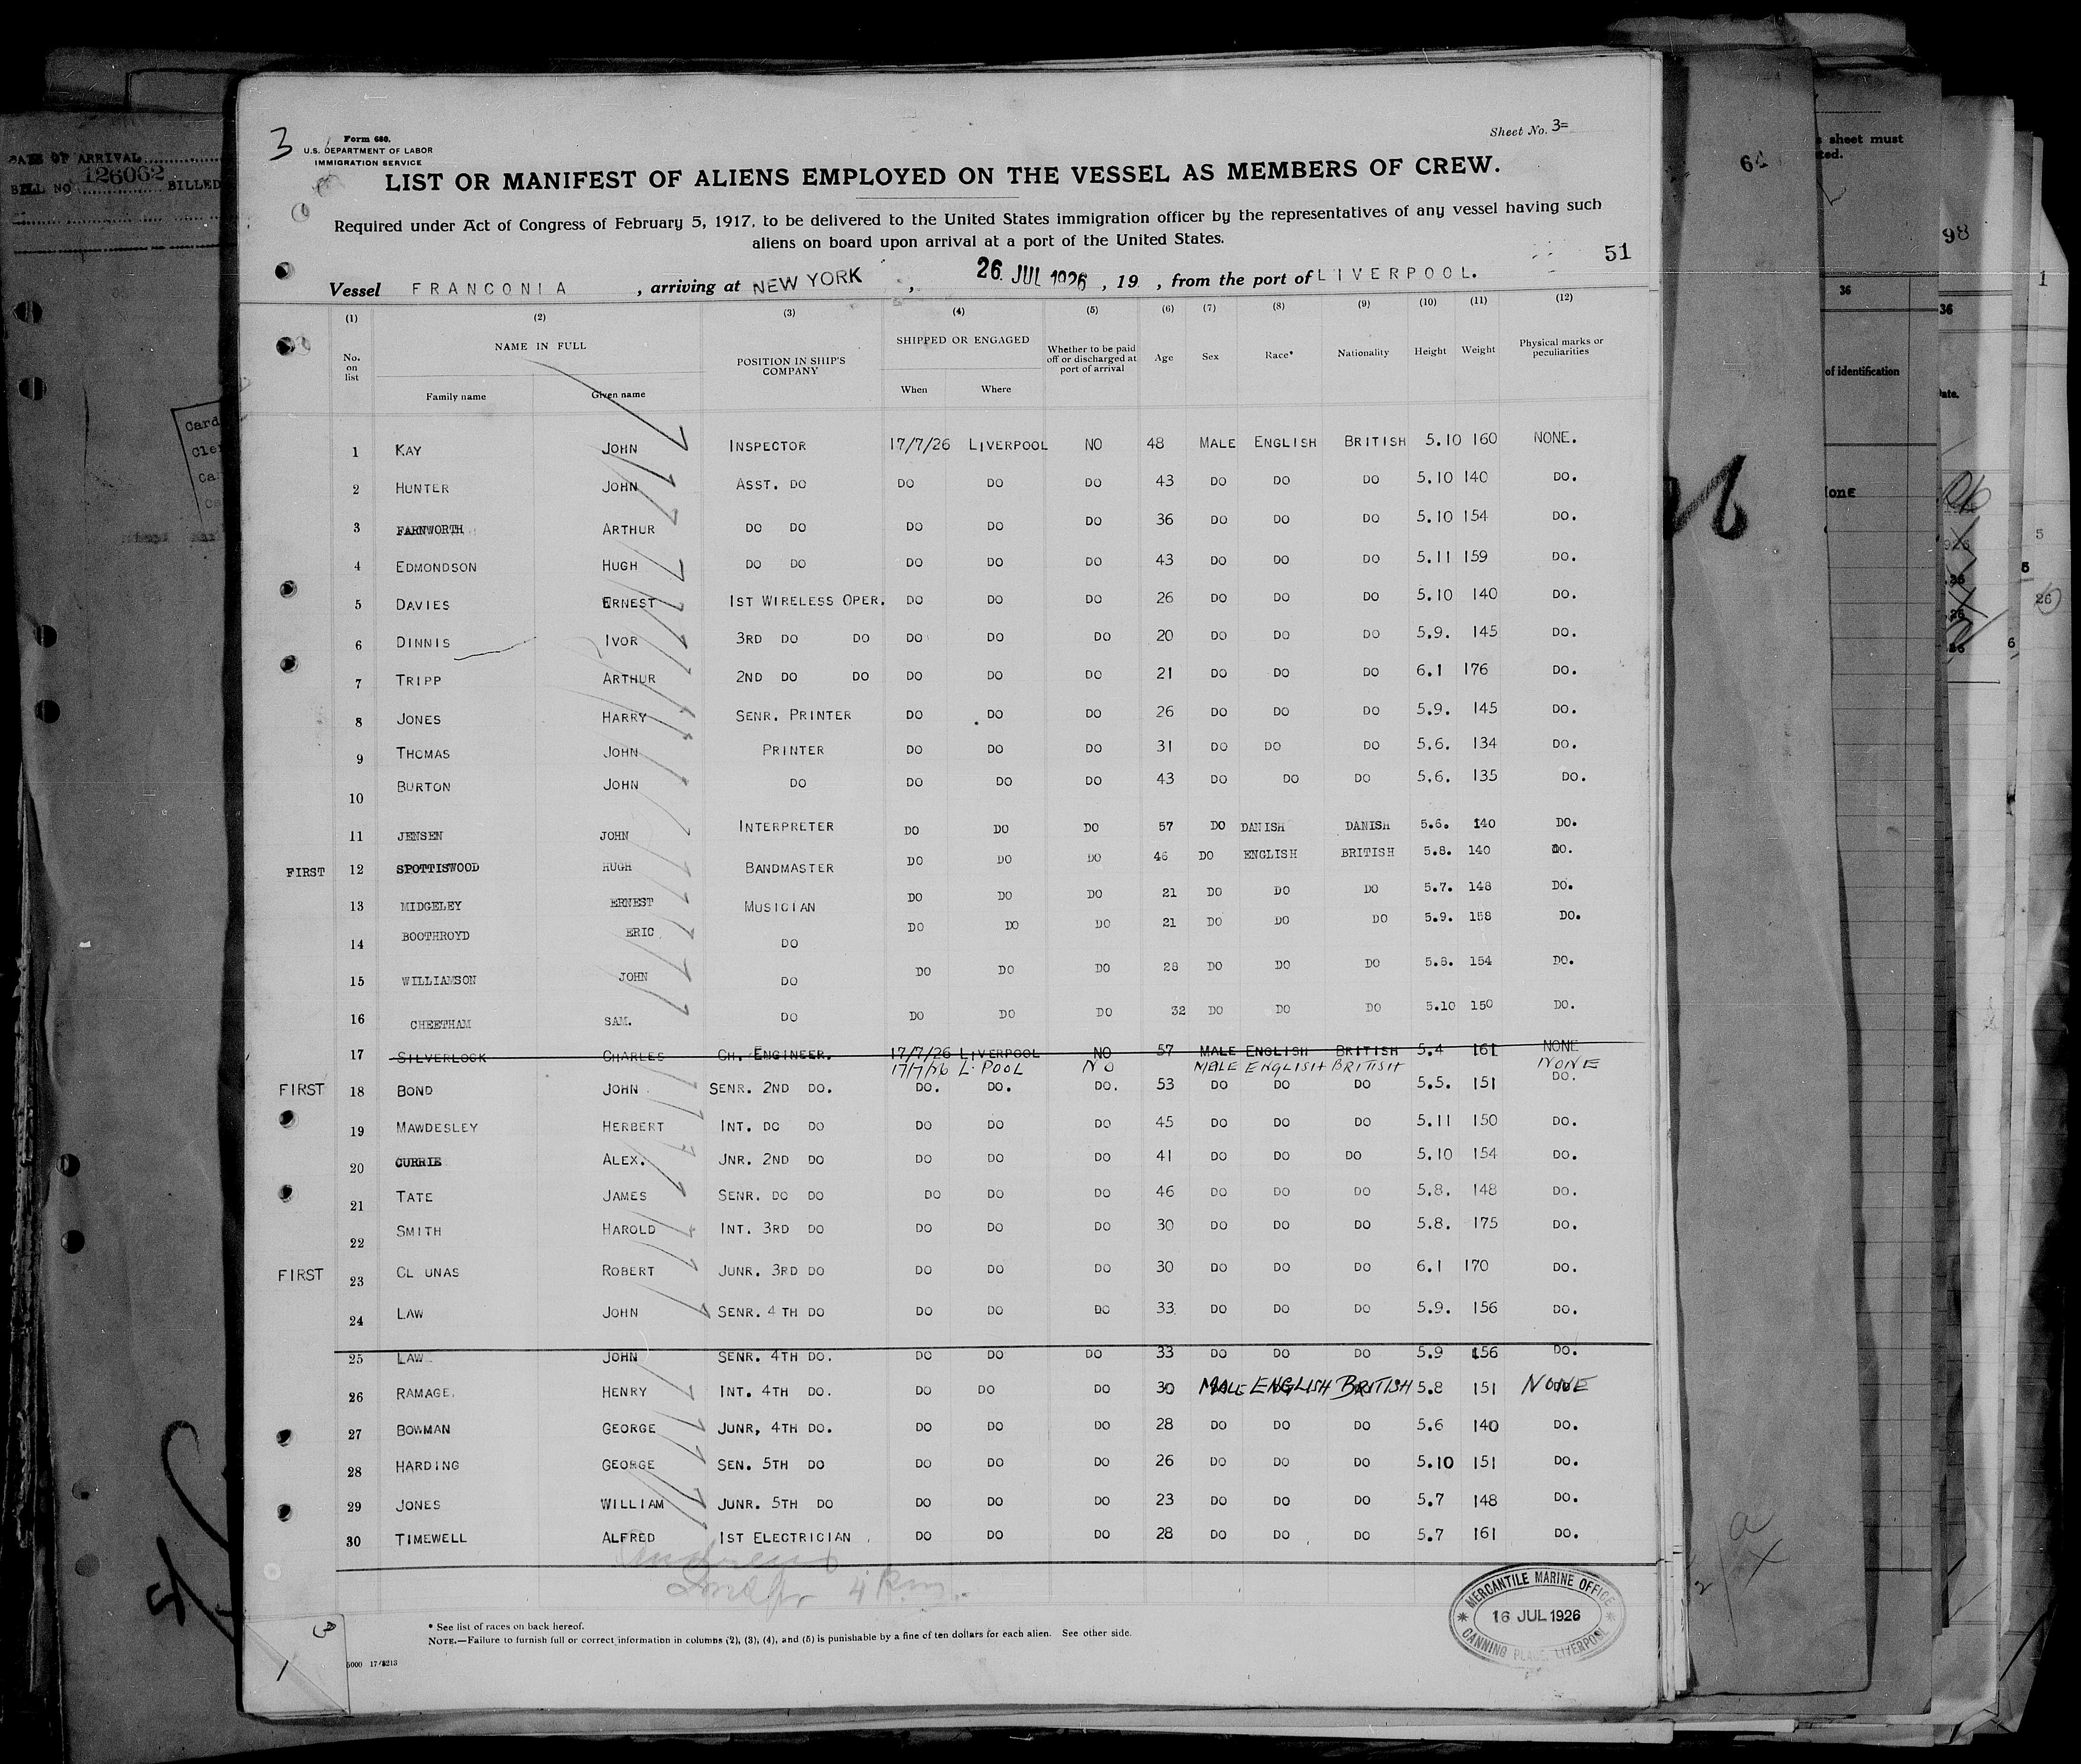 3
Form 680.
U.S. DEPARTMENT OF LABOR
IMMIGRATION SERVICE
Sheet No. 3=
LIST OR MANIFEST OF ALIENS EMPLOYED ON THE VESSEL AS MEMBERS OF CREW.
Required under Act of Congress of February 5, 1917, to be delivered to the United States immigration officer by the representatives of any vessel having such
aliens on board upon arrival at a port of the United States.
51
Vessel FRANCONIA, arriving at NEW YORK, 26 JUL 1926, 19 , from the port of LIVERPOOL.
(1) (2) (3) (4) (5) (6) (7) (8) (9) (10) (11) (12)
No. on list NAME IN FULL POSITION IN SHIP'S COMPANY SHIPPED OR ENGAGED Whether to be paid off or discharged at port of arrival Age Sex Race* Nationality Height Weight Physical marks or peculiarities
Family name Given name When Where
1 KAY JOHN INSPECTOR 17/7/26 LIVERPOOL NO 48 MALE ENGLISH BRITISH 5.10 160 NONE.
2 HUNTER JOHN ASST. DO DO DO DO 43 DO DO DO 5.10 140 DO.
3 FARNWORTH ARTHUR DO DO DO DO DO 36 DO DO DO 5.10 154 DO.
4 EDMONDSON HUGH DO DO DO DO DO 43 DO DO DO 5.11 159 DO.
5 DAVIES ERNEST 1ST WIRELESS OPER. DO DO DO 26 DO DO DO 5.10 140 DO.
6 DINNIS IVOR 3RD DO DO DO DO DO 20 DO DO DO 5.9. 145 DO.
7 TRIPP ARTHUR 2ND DO DO DO DO DO 21 DO DO DO 6.1 176 DO.
8 JONES HARRY SENR. PRINTER DO DO DO 26 DO DO DO 5.9. 145 DO.
9 THOMAS JOHN PRINTER DO DO DO 31 DO DO DO 5.6. 134 DO.
10 BURTON JOHN DO DO DO DO 43 DO DO DO 5.6. 135 DO.
11 JENSEN JOHN INTERPRETER DO DO DO 57 DO DANISH DANISH 5.6. 140 DO.
FIRST 12 SPOTTISWOOD HUGH BANDMASTER DO DO DO 46 DO ENGLISH BRITISH 5.8. 140 DO.
13 MIDGELEY ERNEST MUSICIAN DO DO DO 21 DO DO DO 5.7. 148 DO.
14 BOOTHROYD ERIC DO DO DO DO 21 DO DO DO 5.9. 158 DO.
15 WILLIAMSON JOHN DO DO DO DO 28 DO DO DO 5.8. 154 DO.
16 CHEETHAM SAM. DO DO DO DO 32 DO DO DO 5.10 150 DO.
17 SILVERLOCK CHARLES CH. ENGINEER. 17/7/26 LIVERPOOL NO 57 MALE ENGLISH BRITISH 5.4 161 NONE
17/7/26 L.POOL NO MALE ENGLISH BRITISH NONE
FIRST 18 BOND JOHN SENR. 2ND DO. DO. DO. DO. 53 DO DO DO 5.5. 151 DO.
19 MAWDESLEY HERBERT INT. DO DO DO DO DO 45 DO DO DO 5.11 150 DO.
20 CURRIE ALEX. JNR. 2ND DO DO DO DO 41 DO DO DO 5.10 154 DO.
21 TATE JAMES SENR. DO DO DO DO DO 46 DO DO DO 5.8. 148 DO.
22 SMITH HAROLD INT. 3RD DO DO DO DO 30 DO DO DO 5.8. 175 DO.
FIRST 23 CL UNAS ROBERT JUNR. 3RD DO DO DO DO 30 DO DO DO 6.1 170 DO.
24 LAW JOHN SENR. 4TH DO DO DO DO 33 DO DO DO 5.9. 156 DO.
25 LAW JOHN SENR. 4TH DO. DO DO DO 33 DO DO DO 5.9 156 DO.
26 RAMAGE. HENRY INT. 4TH DO. DO DO DO 30 MALE ENGLISH BRITISH 5.8 151 NONE
27 BOWMAN GEORGE JUNR, 4TH DO. DO DO DO 28 DO DO DO 5.6 140 DO.
28 HARDING GEORGE SEN. 5TH DO DO DO DO 26 DO DO DO 5.10 151 DO.
29 JONES WILLIAM JUNR. 5TH DO DO DO DO 23 DO DO DO 5.7 148 DO.
30 TIMEWELL ALFRED 1ST ELECTRICIAN DO DO DO 28 DO DO DO 5.7 161 DO.
MERCANTILE MARINE OFFICE
16 JUL 1926
CANNING PLACE, LIVERPOOL
* See list of races on back hereof.
NOTE.—Failure to furnish full or correct information in columns (2), (3), (4), and (5) is punishable by a fine of ten dollars for each alien. See other side.
3
1
DATE OF ARRIVAL
BILL NO 126062 BILLED
sheet must
36
of identification
98
36